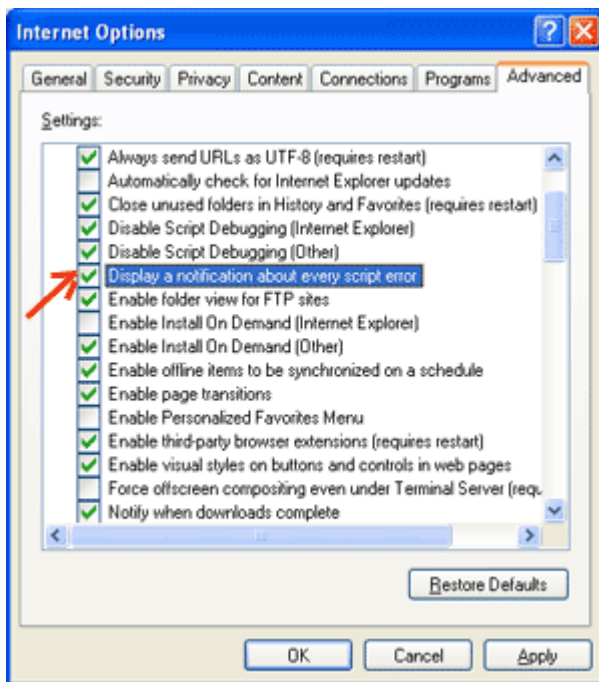 Internet Options
General Security Privacy Content Connections Programs Advanced
Settings:
Always send URLs as UTF-8 (requires restart)
Automatically check for Internet Explorer updates
Close unused folders in History and Favorites (requires restart)
Disable Script Debugging (Internet Explorer)
Disable Script Debugging (Other)
Display a notification about every script error
Enable folder view for FTP sites
Enable Install On Demand (Internet Explorer)
Enable Install On Demand (Other)
Enable offline items to be synchronized on a schedule
Enable page transitions
Enable Personalized Favorites Menu
Enable third-party browser extensions (requires restart)
Enable visual styles on buttons and controls in web pages
Force offscreen compositing even under Terminal Server (requ
Notify when downloads complete
Restore Defaults
OK Cancel Apply